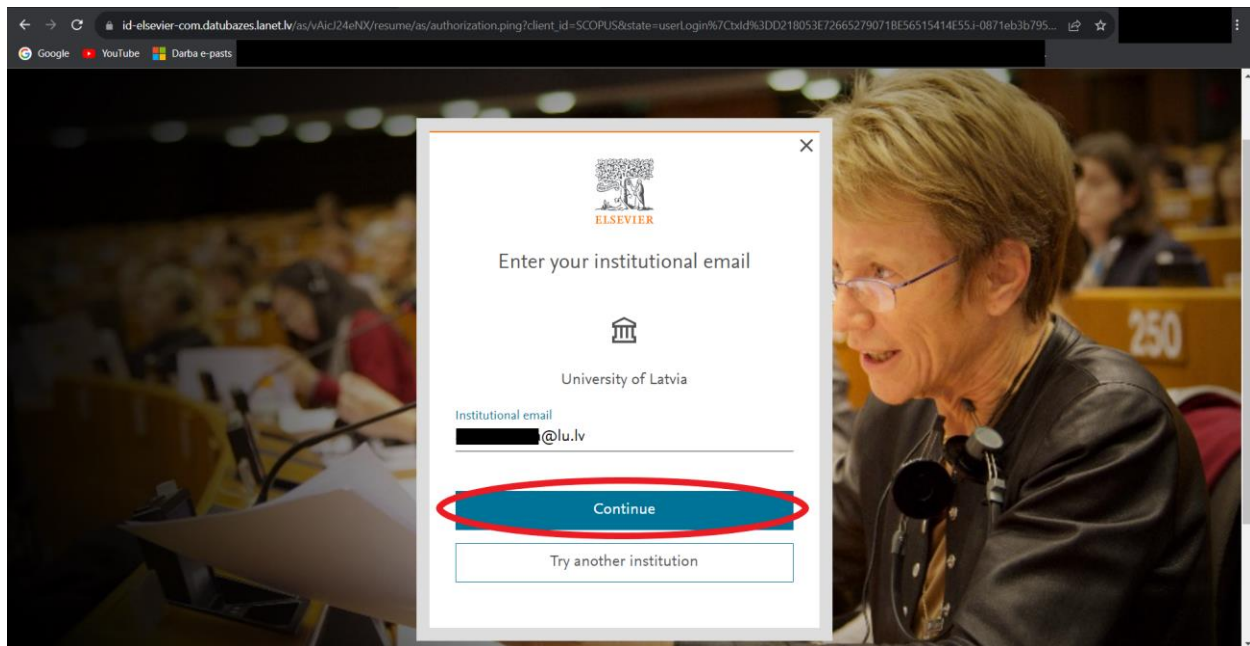 id-elsevier-com.datubazes.lanet.lv/as/vAicJ24eNX/resume/as/authorization.ping?client_id=SCOPUS&state=userLogin%7CtxId%3DD218053E72665279071BE56515414E55.i-0871eb3b795...
Google YouTube Darba e-pasts
ELSEVIER
Enter your institutional email
University of Latvia
Institutional email
@lu.lv
Continue
Try another institution
250